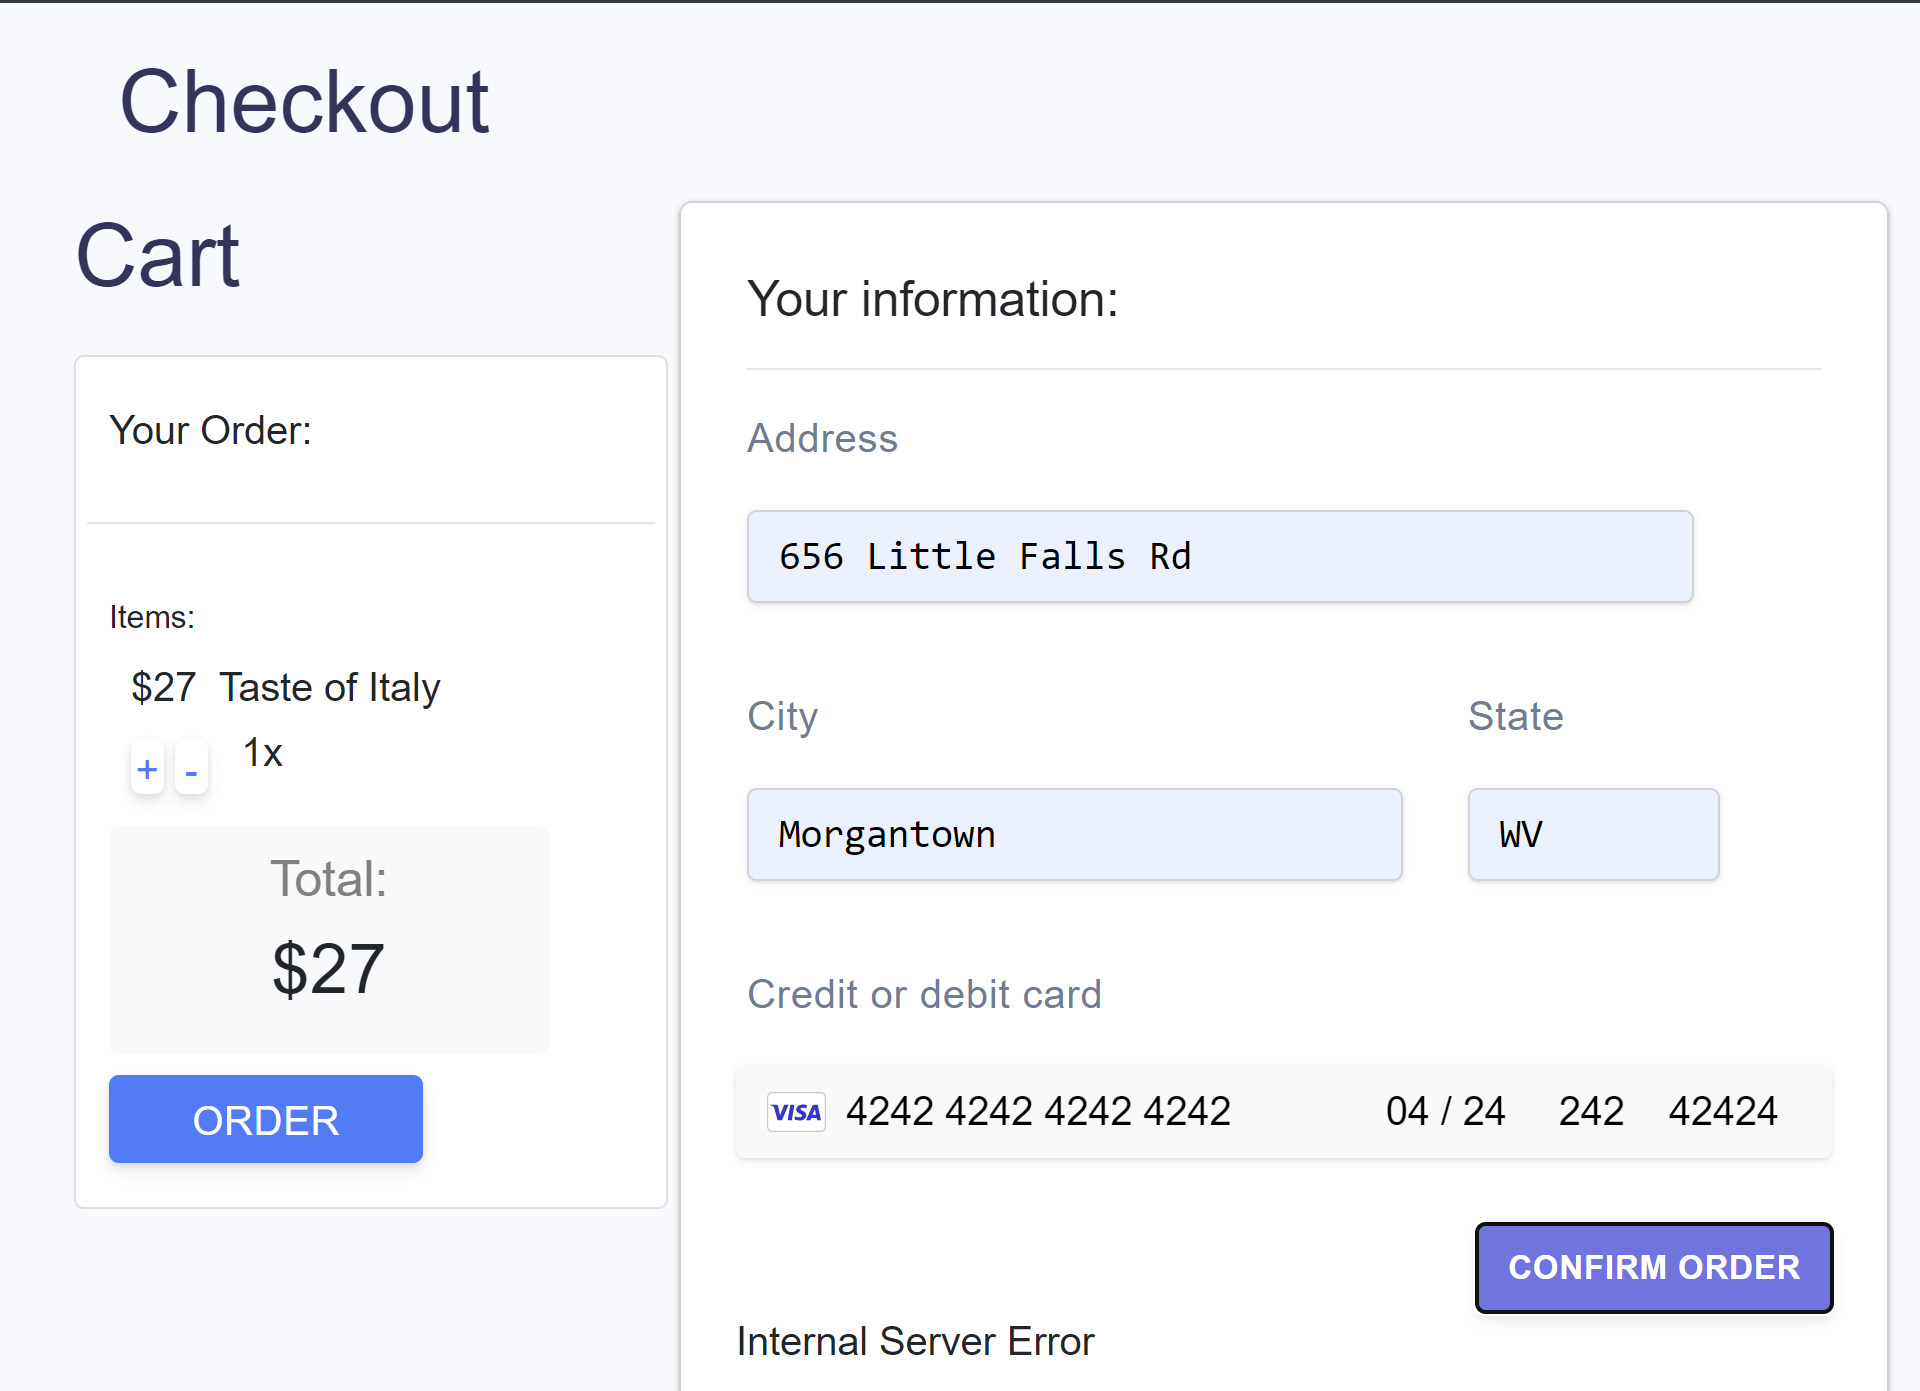 Checkout
Cart
Your Order:
Items:
$27 Taste of Italy
+ - 1x
Total:
$27
ORDER
Your information:
Address
656 Little Falls Rd
City State
Morgantown WV
Credit or debit card
VISA 4242 4242 4242 4242 04 / 24 242 42424
CONFIRM ORDER
Internal Server Error